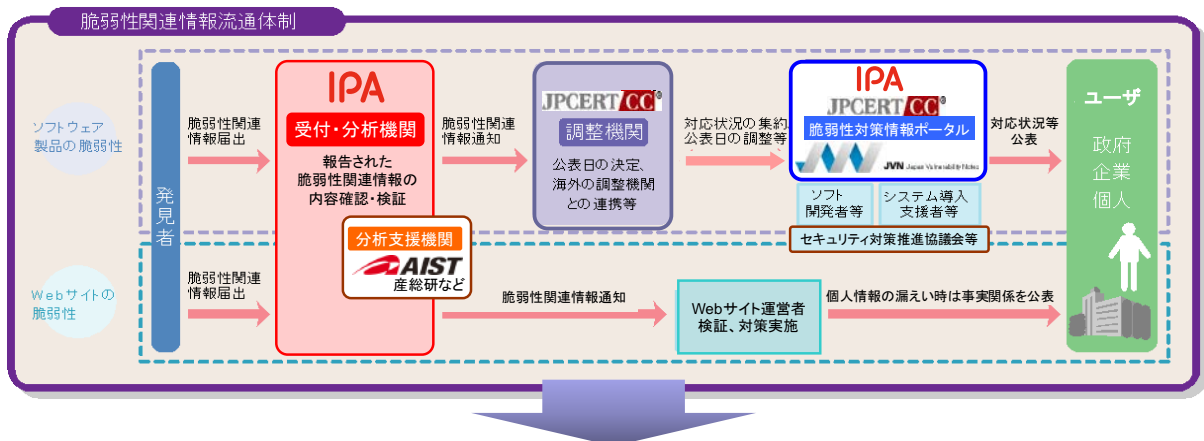 脆弱性関連情報流通体制
ソフトウェア
製品の脆弱性
発見者
脆弱性関連
情報届出
IPA
受付・分析機関
報告された
脆弱性関連情報の
内容確認・検証
分析支援機関
AIST
産総研など
脆弱性関連
情報通知
JPCERT/CC®
調整機関
公表日の決定、
海外の調整機関
との連携等
対応状況の集約、
公表日の調整等
IPA
JPCERT/CC®
脆弱性対策情報ポータル
JVN Japan Vulnerability Notes
ソフト
開発者等
システム導入
支援者等
セキュリティ対策推進協議会等
対応状況等
公表
ユーザ
政府
企業
個人
Webサイトの
脆弱性
脆弱性関連
情報届出
脆弱性関連情報通知
Webサイト運営者
検証、対策実施
個人情報の漏えい時は事実関係を公表